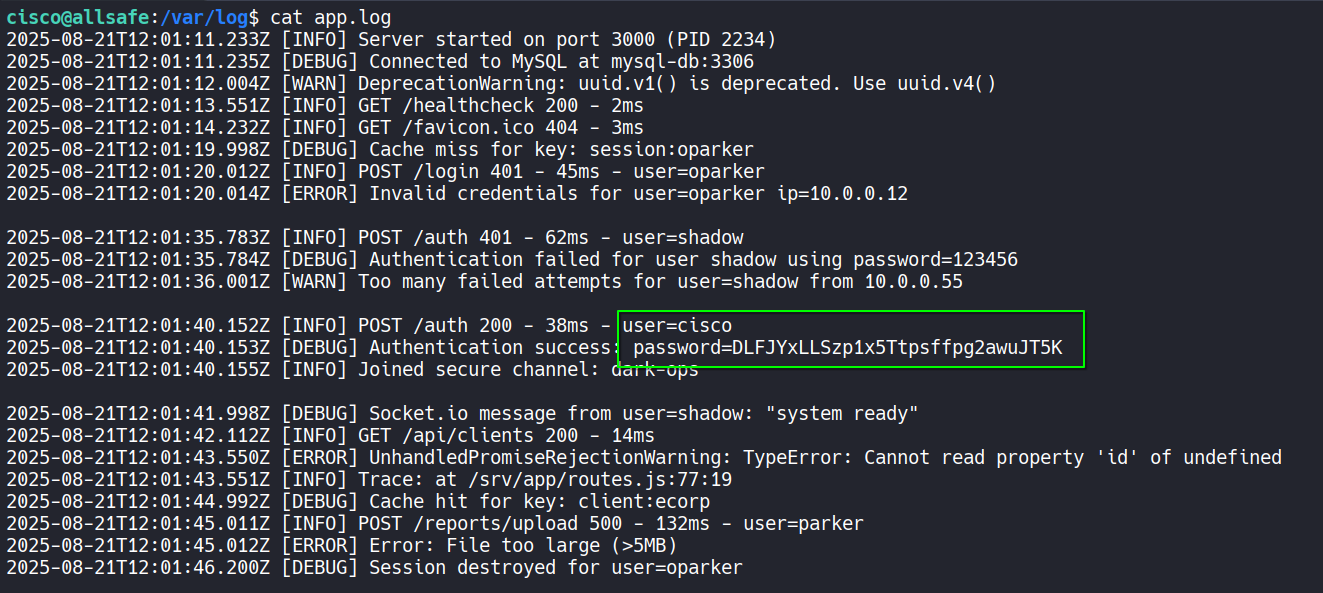 cisco@allsafe:/var/log$ cat app.log
2025-08-21T12:01:11.233Z [INFO] Server started on port 3000 (PID 2234)
2025-08-21T12:01:11.235Z [DEBUG] Connected to MySQL at mysql-db:3306
2025-08-21T12:01:12.004Z [WARN] DeprecationWarning: uuid.v1() is deprecated. Use uuid.v4()
2025-08-21T12:01:13.551Z [INFO] GET /healthcheck 200 - 2ms
2025-08-21T12:01:14.232Z [INFO] GET /favicon.ico 404 - 3ms
2025-08-21T12:01:19.998Z [DEBUG] Cache miss for key: session:oparker
2025-08-21T12:01:20.012Z [INFO] POST /login 401 - 45ms - user=oparker
2025-08-21T12:01:20.014Z [ERROR] Invalid credentials for user=oparker ip=10.0.0.12
2025-08-21T12:01:35.783Z [INFO] POST /auth 401 - 62ms - user=shadow
2025-08-21T12:01:35.784Z [DEBUG] Authentication failed for user shadow using password=123456
2025-08-21T12:01:36.001Z [WARN] Too many failed attempts for user=shadow from 10.0.0.55
2025-08-21T12:01:40.152Z [INFO] POST /auth 200 - 38ms - user=cisco
2025-08-21T12:01:40.153Z [DEBUG] Authentication success: password=DLFJYxLLSzp1x5Ttpsffpg2awuJT5K
2025-08-21T12:01:40.155Z [INFO] Joined secure channel: dark-ops
2025-08-21T12:01:41.998Z [DEBUG] Socket.io message from user=shadow: "system ready"
2025-08-21T12:01:42.112Z [INFO] GET /api/clients 200 - 14ms
2025-08-21T12:01:43.550Z [ERROR] UnhandledPromiseRejectionWarning: TypeError: Cannot read property 'id' of undefined
2025-08-21T12:01:43.551Z [INFO] Trace: at /srv/app/routes.js:77:19
2025-08-21T12:01:44.992Z [DEBUG] Cache hit for key: client:ecorp
2025-08-21T12:01:45.011Z [INFO] POST /reports/upload 500 - 132ms - user=parker
2025-08-21T12:01:45.012Z [ERROR] Error: File too large (>5MB)
2025-08-21T12:01:46.200Z [DEBUG] Session destroyed for user=oparker